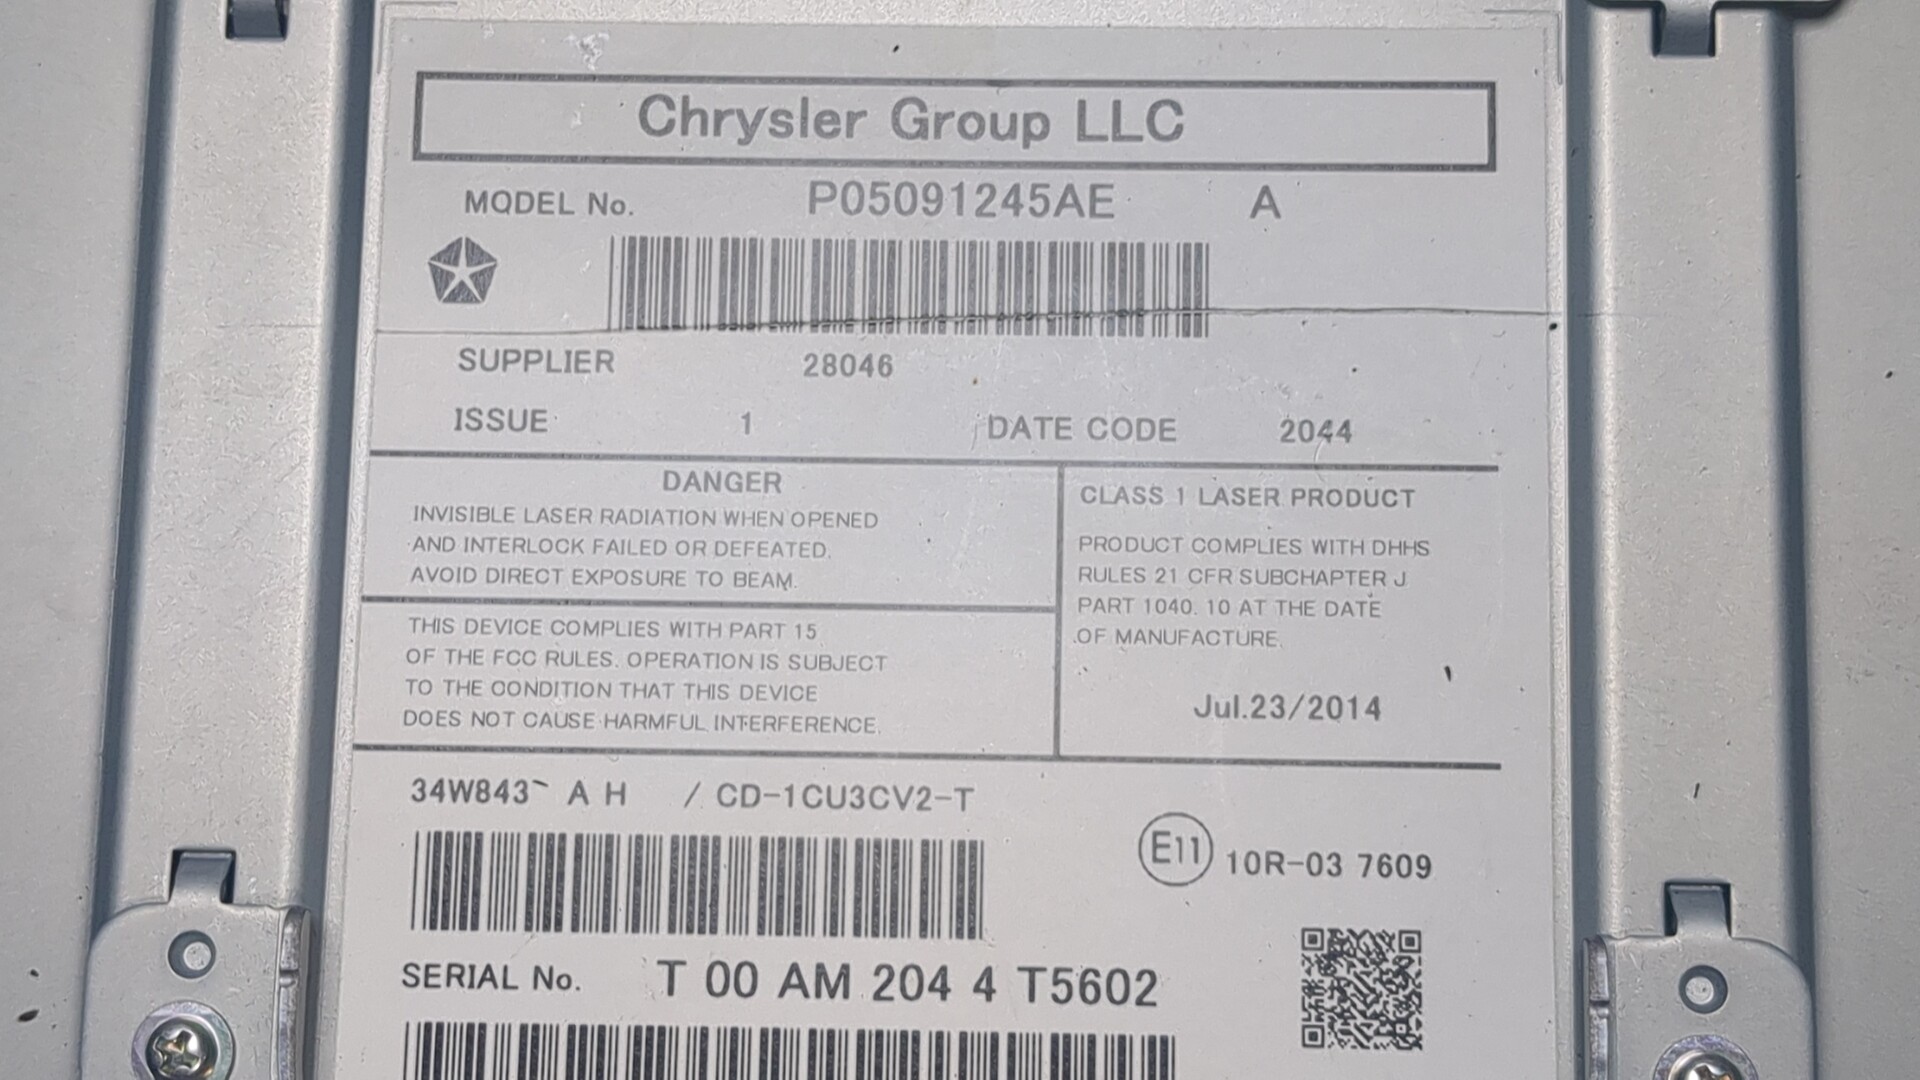 Chrysler Group LLC
MODEL No. P05091245AE A
SUPPLIER 28046
ISSUE 1 DATE CODE 2044
DANGER
INVISIBLE LASER RADIATION WHEN OPENED
AND INTERLOCK FAILED OR DEFEATED.
AVOID DIRECT EXPOSURE TO BEAM.
THIS DEVICE COMPLIES WITH PART 15
OF THE FCC RULES. OPERATION IS SUBJECT
TO THE CONDITION THAT THIS DEVICE
DOES NOT CAUSE HARMFUL INTERFERENCE.
CLASS 1 LASER PRODUCT
PRODUCT COMPLIES WITH DHHS
RULES 21 CFR SUBCHAPTER J
PART 1040. 10 AT THE DATE
OF MANUFACTURE.
Jul.23/2014
34W843~ A H / CD-1CU3CV2-T
E11 10R-03 7609
SERIAL No. T 00 AM 204 4 T5602